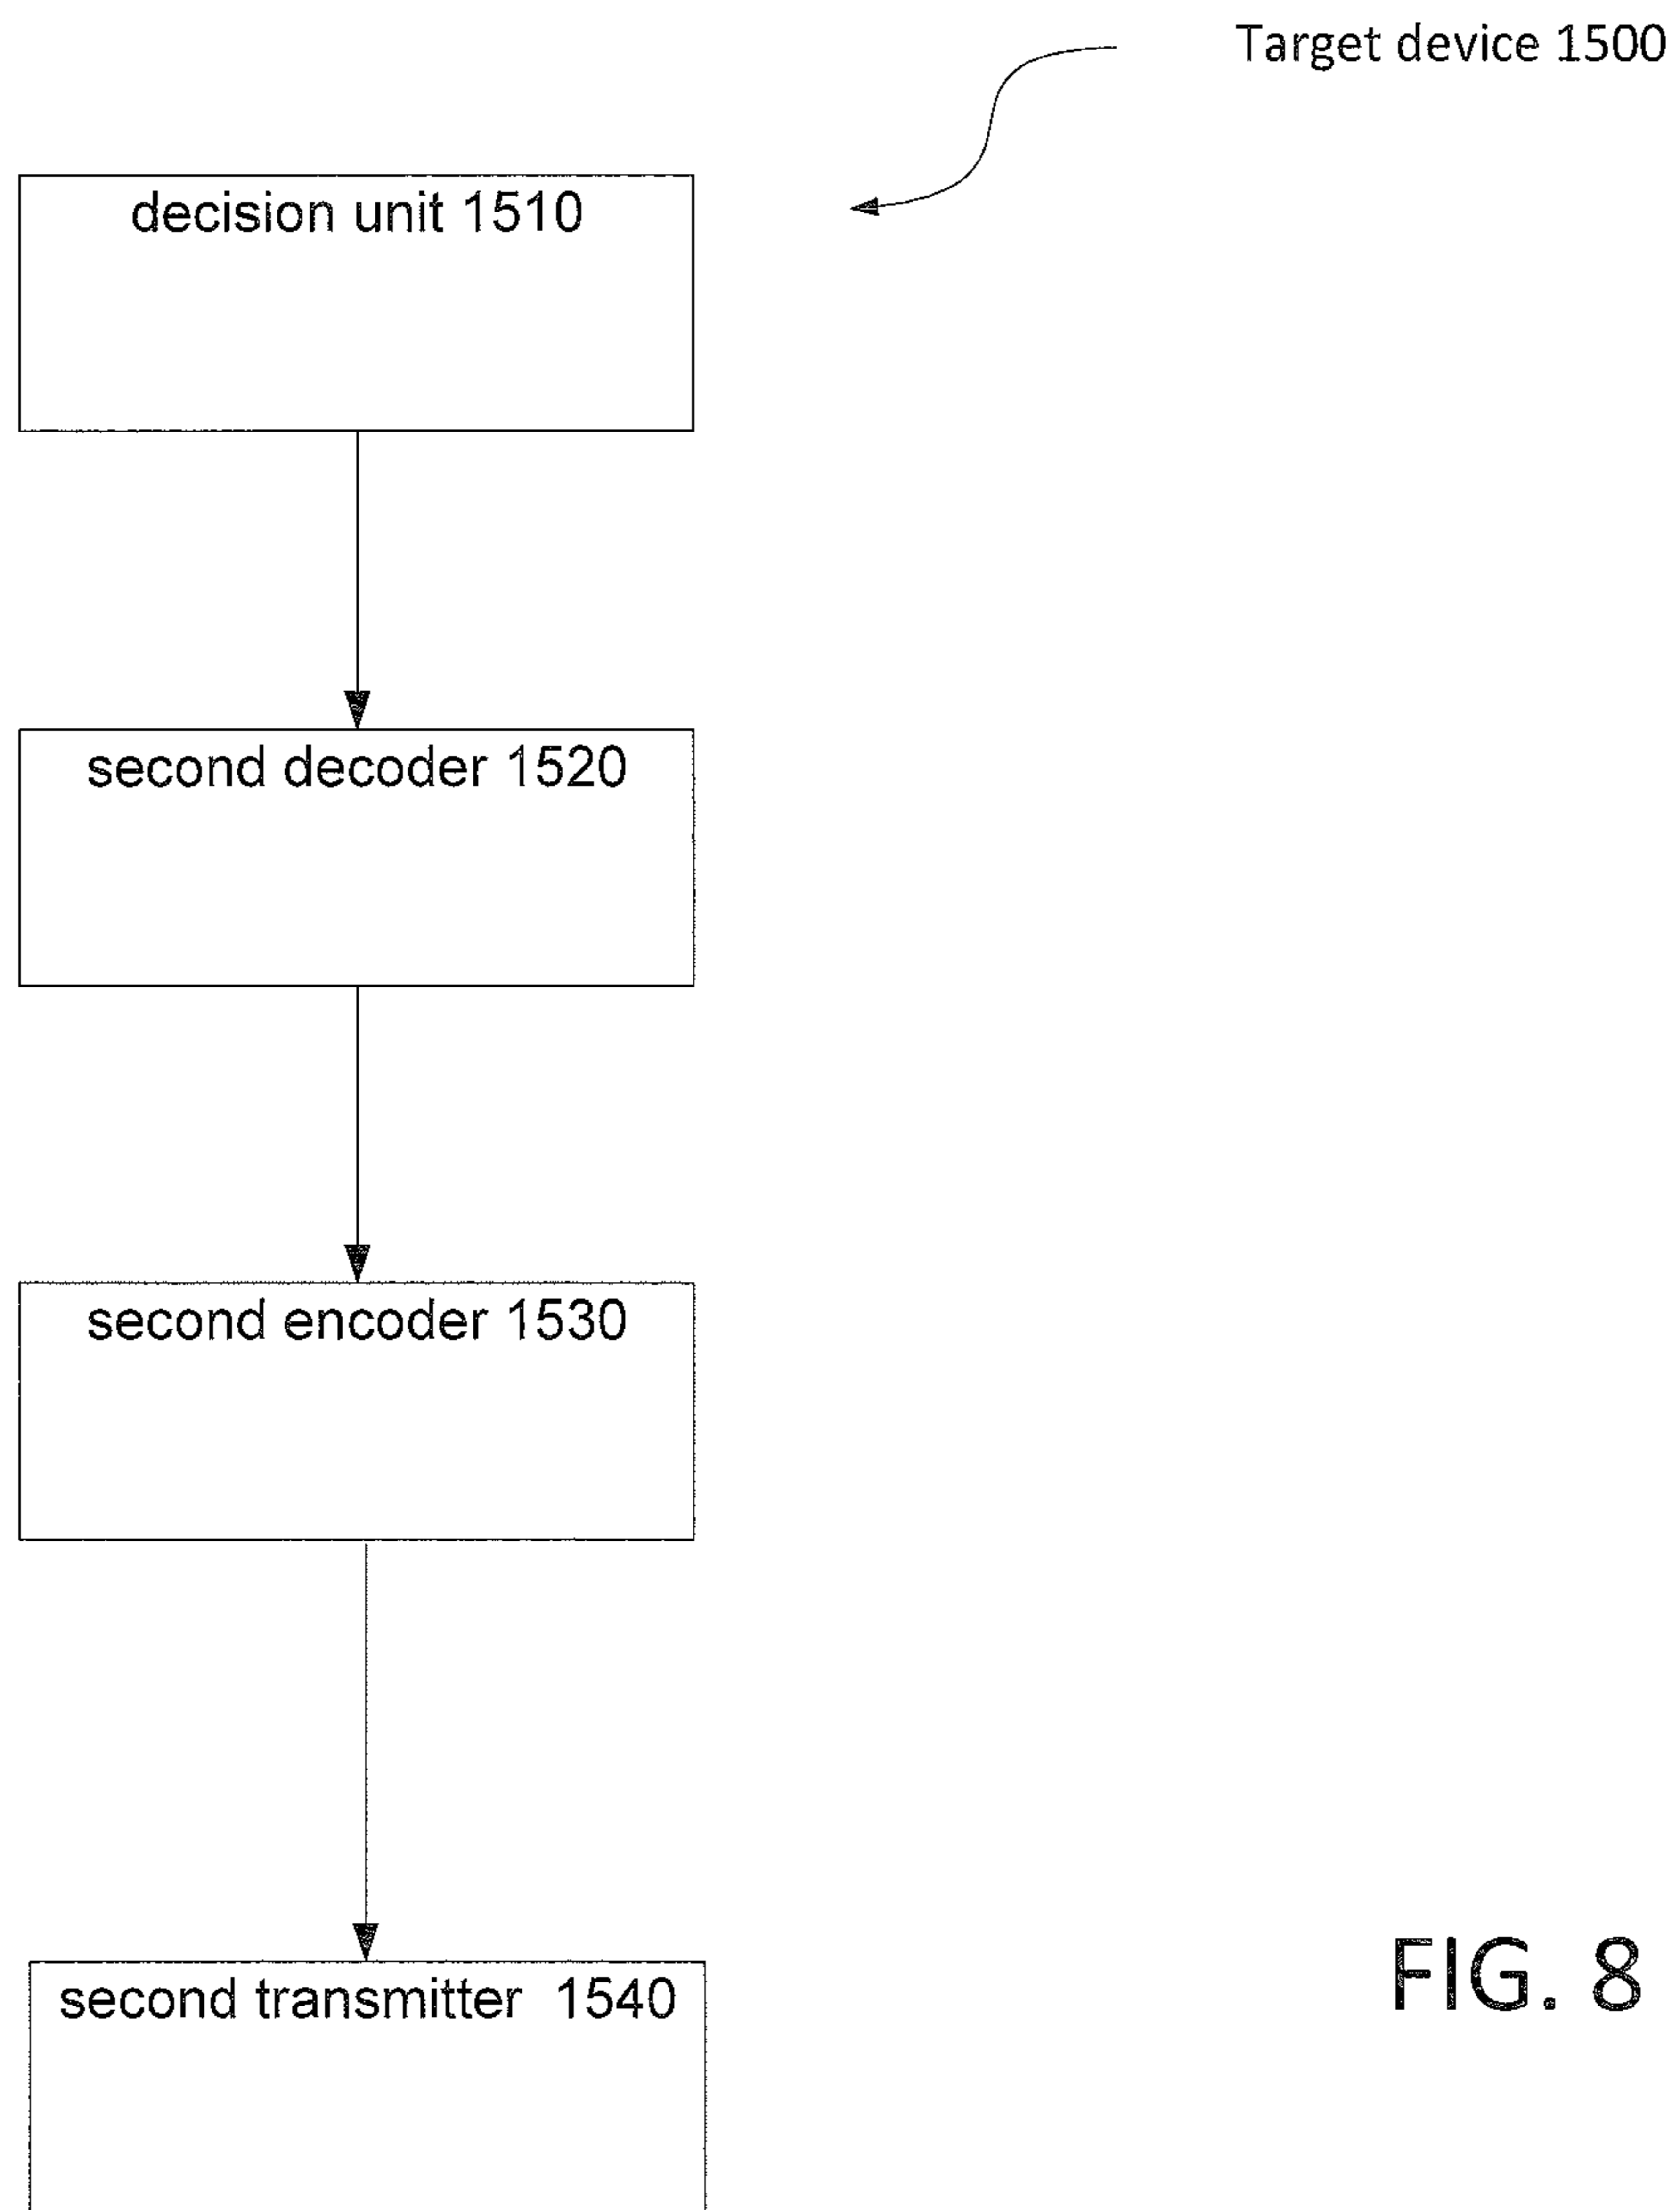 Target device 1500
decision unit 1510
second decoder 1520
second encoder 1530
second transmitter 1540
FIG. 8